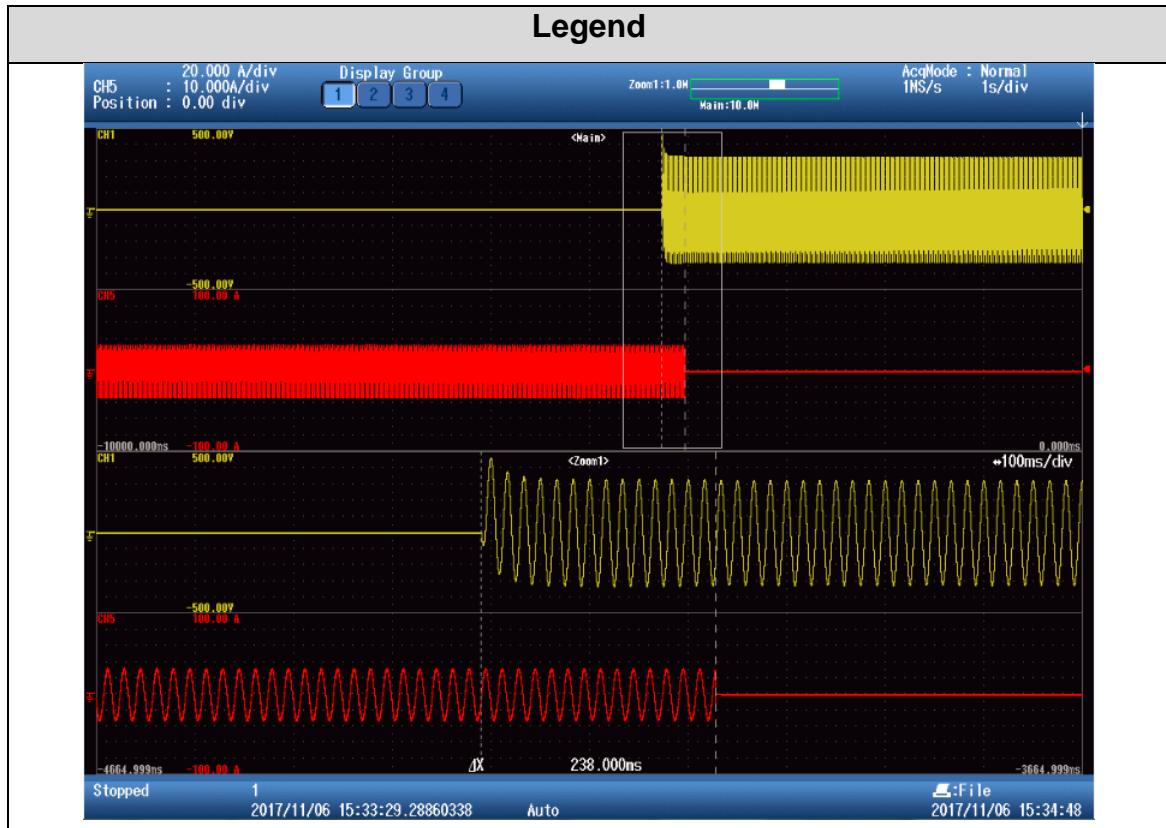 Legend
20.000 A/div
CH5 : 10.000A/div
Position : 0.00 div
Display Group
1 2 3 4
Zoom1:1.0M
Main:10.0M
AcqMode : Normal
1MS/s 1s/div
CH1 500.00V
<Main>
-500.00V
CH5 100.00 A
-10000.000ms -100.00 A 0.000ms
CH1 500.00V
<Zoom1>
↔100ms/div
-500.00V
CH5 100.00 A
ΔX 238.000ms
-4664.999ms -100.00 A -3664.999ms
Stopped 1
2017/11/06 15:33:29.28860338 Auto
:File
2017/11/06 15:34:48